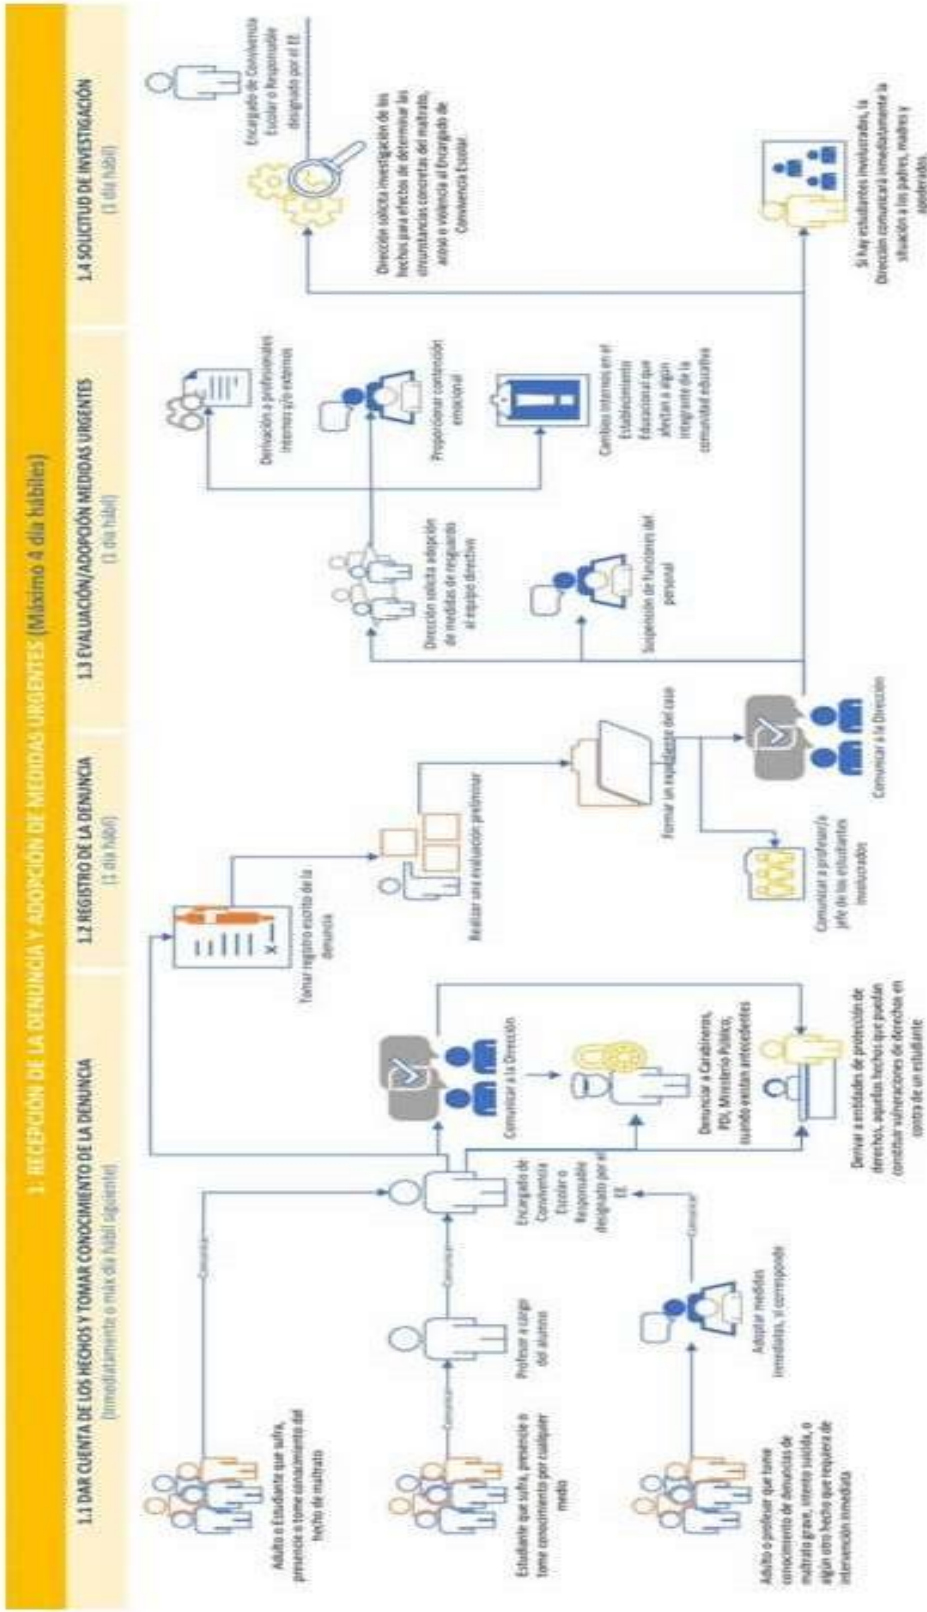 1. RECEPCIÓN DE LA DENUNCIA Y ADOPCIÓN DE MEDIDAS URGENTES (Máximo 4 día hábiles)
1.1 DAR CUENTA DE LOS HECHOS Y TOMAR CONOCIMIENTO DE LA DENUNCIA
(Inmediatamente o máx día hábil siguiente)
1.2 REGISTRO DE LA DENUNCIA
(1 día hábil)
1.3 EVALUACIÓN/ADOPCIÓN MEDIDAS URGENTES
(1 día hábil)
1.4 SOLICITUD DE INVESTIGACIÓN
(1 día hábil)
Adulto o Estudiante que sufra,
presencie o tome conocimiento del
hecho de maltrato
Comunica
Estudiante que sufra, presencie o
tome conocimiento por cualquier
medio
Comunica
Profesor a cargo
del alumno
Comunica
Adulto o profesor que tome
conocimiento de denuncias de
maltrato grave, intento suicida, o
algún otro hecho que requiera de
intervención inmediata
Adoptar medidas
inmediatas, si corresponde
Comunica
Encargado de
Convivencia
Escolar o
Responsable
designado por el
EE
Comunicar a la Dirección
Denunciar a Carabineros,
PDI, Ministerio Público,
cuando existan antecedentes
Derivar a entidades de protección de
derechos, aquellos hechos que puedan
constituir vulneraciones de derechos en
contra de un estudiante
Tomar registro escrito de la
denuncia
Realizar una evaluación preliminar
Formar un expediente del caso
Comunicar a profesor/a
jefe de los estudiantes
involucrados
Comunicar a la Dirección
Dirección solicita adopción
de medidas de resguardo
al equipo directivo
Suspensión de funciones del
personal
Derivación a profesionales
internos y/o externos
Proporcionar contención
emocional
Cambios internos en el
Establecimiento
Educacional que
afectan a algún
integrante de la
comunidad educativa
Encargado de Convivencia
Escolar o Responsable
designado por el EE
Dirección solicita investigación de los
hechos para efectos de determinar las
circunstancias concretas del maltrato,
acoso o violencia al Encargado de
Convivencia Escolar.
Si hay estudiantes involucrados, la
Dirección comunicará inmediatamente la
situación a los padres, madres y
apoderados.